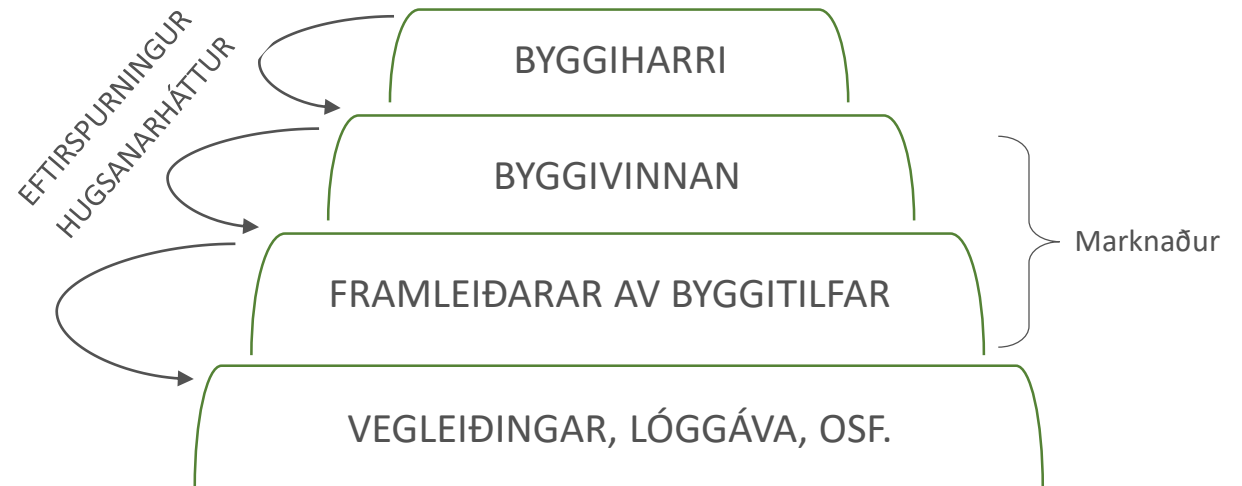 EFTIRSPURNINGUR
HUGSANARHÁTTUR
BYGGIHARRI
BYGGIVINNAN
Marknaður
FRAMLEIÐARAR AV BYGGITILFAR
VEGLEIÐINGAR, LÓGGÁVA, OSF.